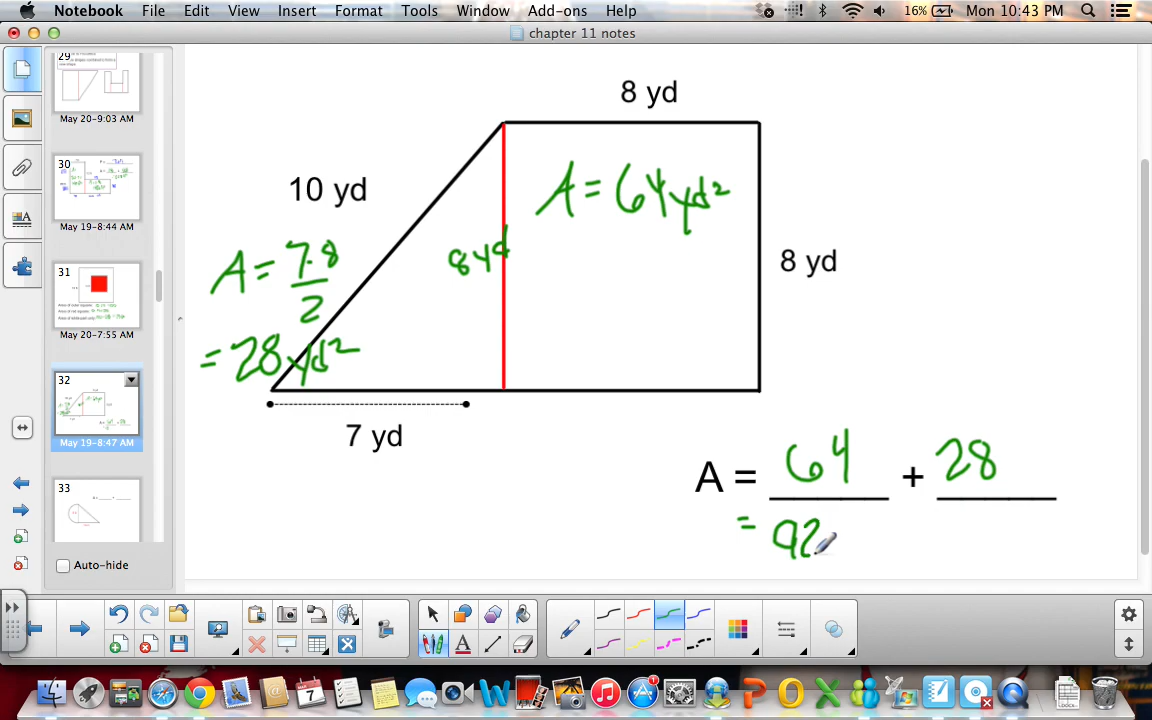 Notebook File Edit View Insert Format Tools Window Add-ons Help 16% Mon 10:43 PM
chapter 11 notes
29
May 20-9:03 AM
30
May 19-8:44 AM
31
May 20-7:55 AM
32
May 19-8:47 AM
33
Auto-hide
8 yd
10 yd
A = 64 yd²
8 yd
8 yd
A = 7·8/2
= 28 yd²
7 yd
A = 64 + 28
= 92